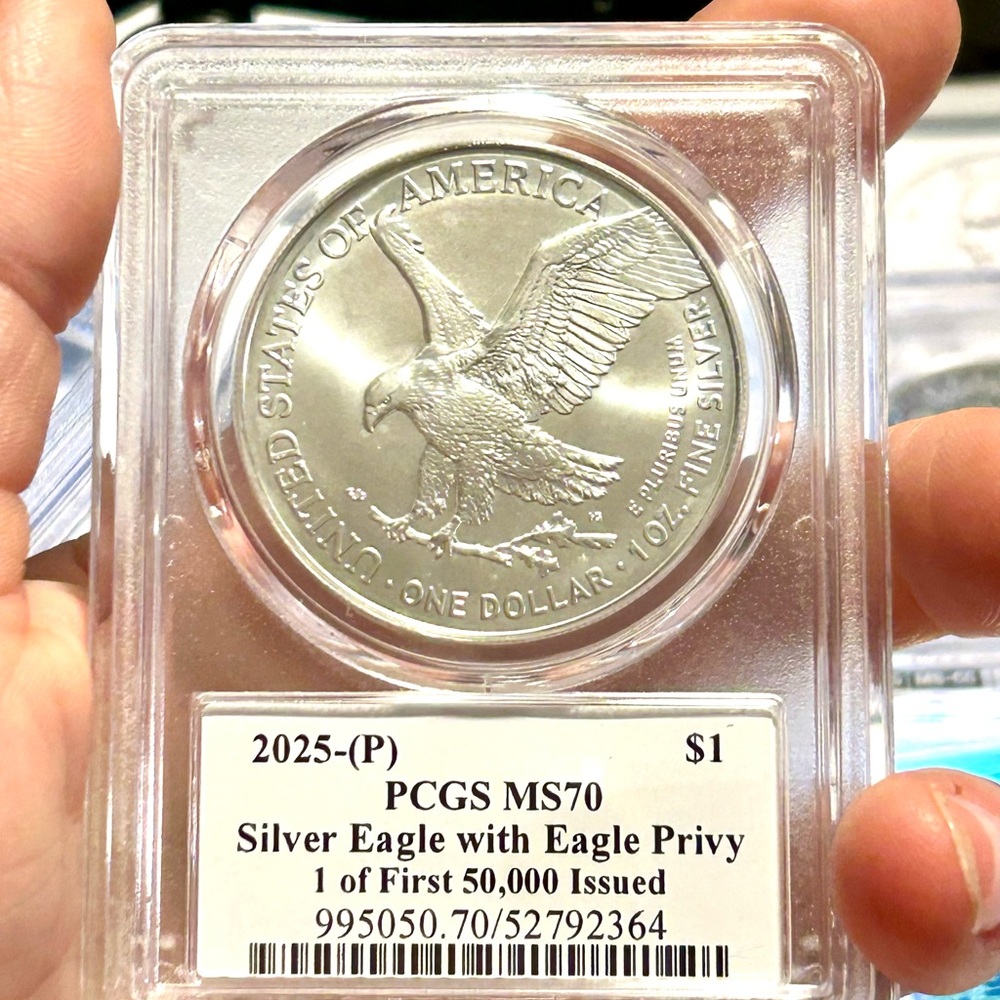 UNITED STATES OF AMERICA
E PLURIBUS UNUM
1 OZ. FINE SILVER
· ONE DOLLAR ·
2025-(P) $1
PCGS MS70
Silver Eagle with Eagle Privy
1 of First 50,000 Issued
995050.70/52792364